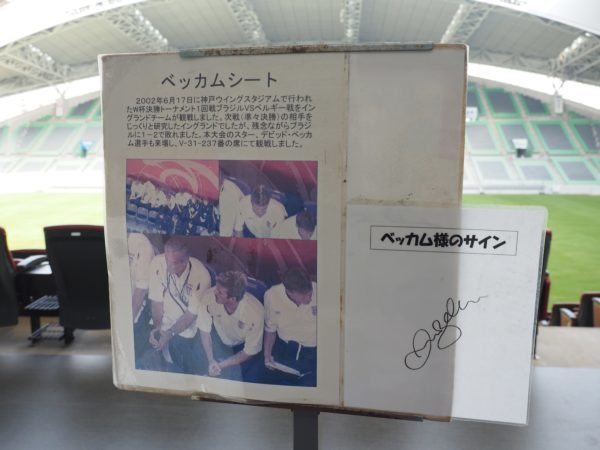 ベッカムシート
2002年6月17日に神戸ウイングスタジアムで行われ
たW杯決勝トーナメント1回戦ブラジルVSベルギー戦をイン
グランドチームが観戦しました。次戦(準々決勝)の相手を
じっくりと研究したイングランドでしたが、残念ながらブラジ
ルに1-2で敗れました。本大会のスター、デビッド・ベッカ
ム選手も来場し、V-31-237番の席にて観戦しました。
ベッカム様のサイン